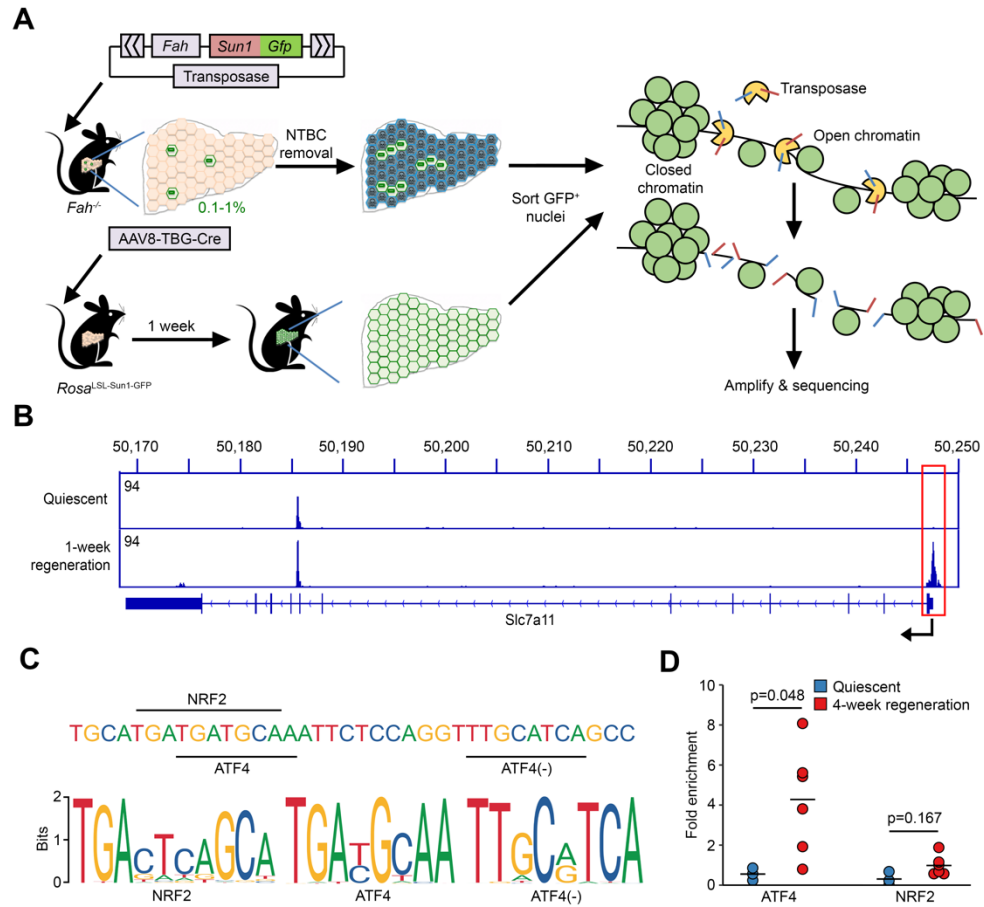 A
Fah Sun1 Gfp
Transposase
NTBC
removal
0.1-1%
Fah-/-
AAV8-TBG-Cre
1 week
RosaLSL-Sun1-GFP
Sort GFP+
nuclei
Transposase
Open chromatin
Closed
chromatin
Amplify & sequencing
B
50,170 50,180 50,190 50,200 50,210 50,220 50,230 50,240 50,250
Quiescent 94
1-week
regeneration 94
Slc7a11
C
NRF2
TGCATGATGATGCAAATTCTCCAGGTTTGCATCAGCC
ATF4 ATF4(-)
Bits
2
1
0
TGACTCAGCA TGATGCAA TTGCATCA
NRF2 ATF4 ATF4(-)
D
Quiescent
4-week regeneration
Fold enrichment
10
8
6
4
2
0
p=0.048
p=0.167
ATF4 NRF2